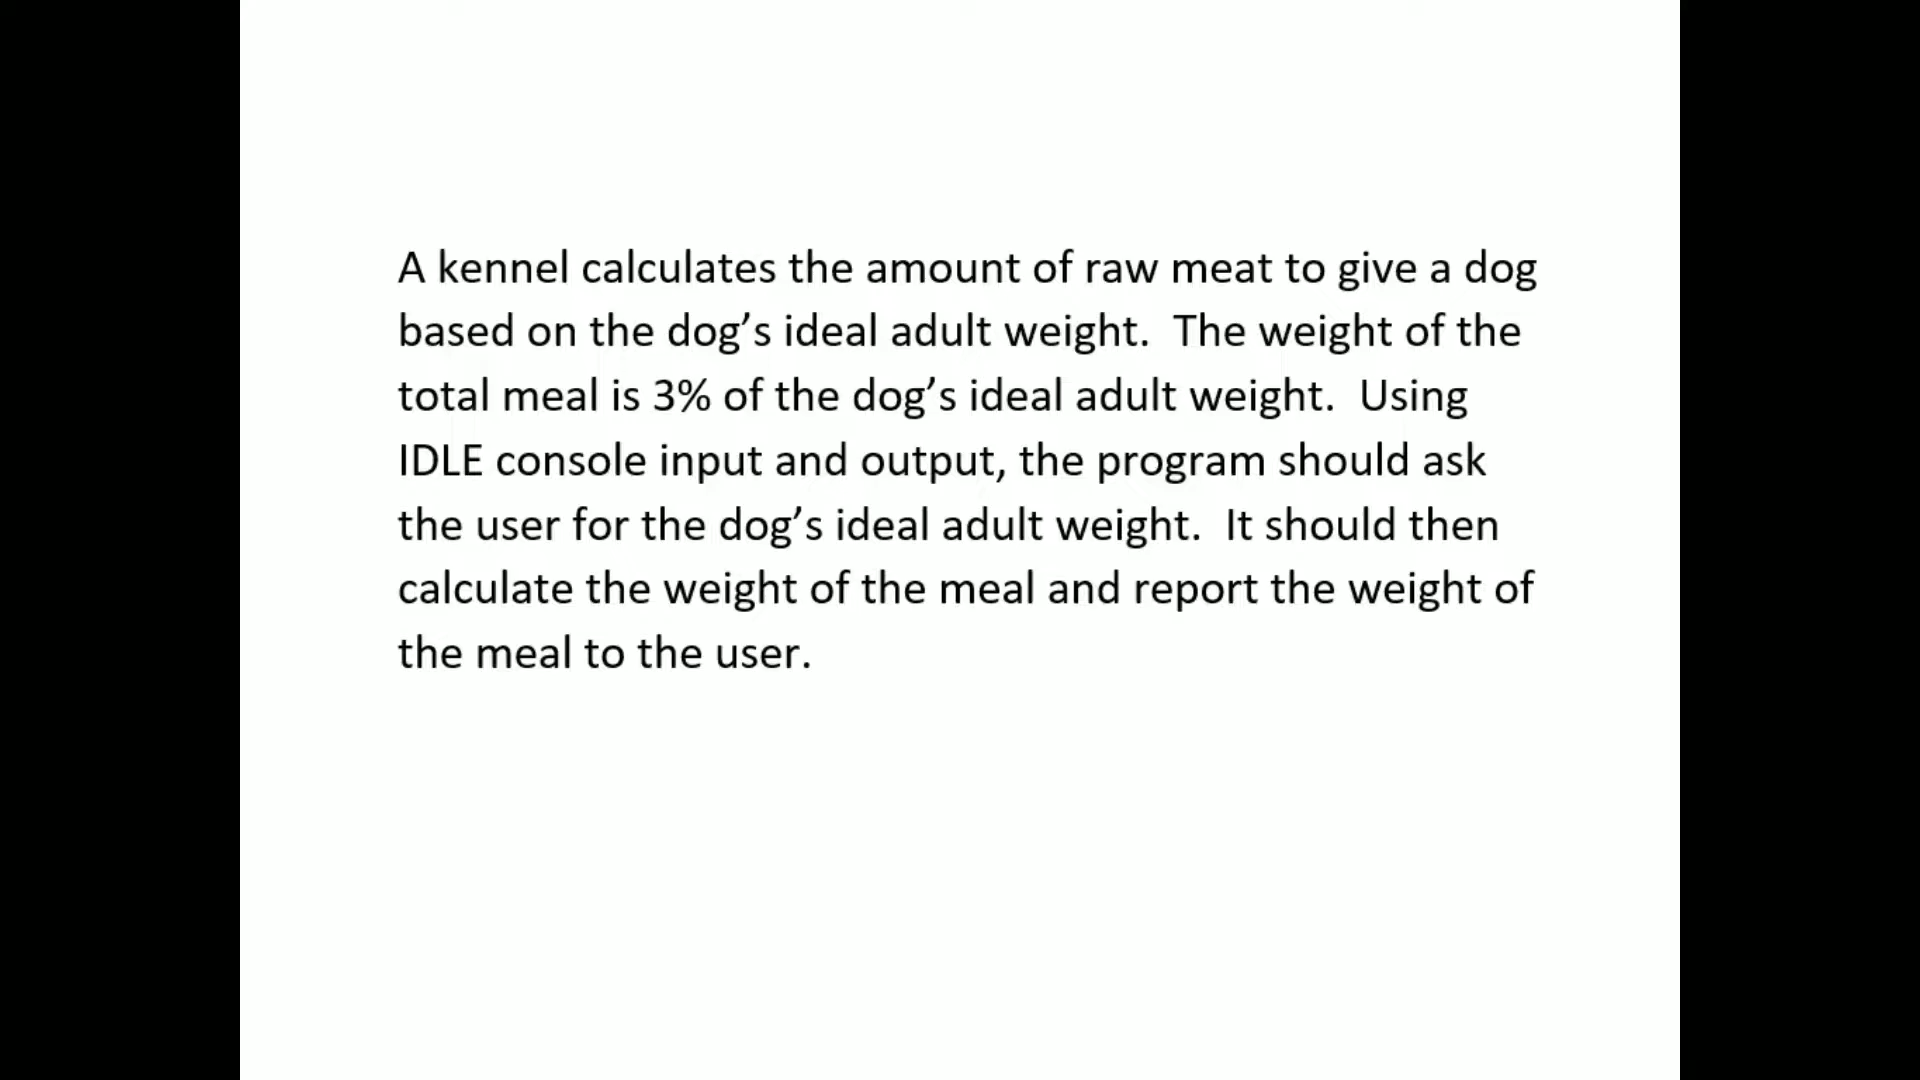 A kennel calculates the amount of raw meat to give a dog
based on the dog’s ideal adult weight.  The weight of the
total meal is 3% of the dog’s ideal adult weight.  Using
IDLE console input and output, the program should ask
the user for the dog’s ideal adult weight.  It should then
calculate the weight of the meal and report the weight of
the meal to the user.